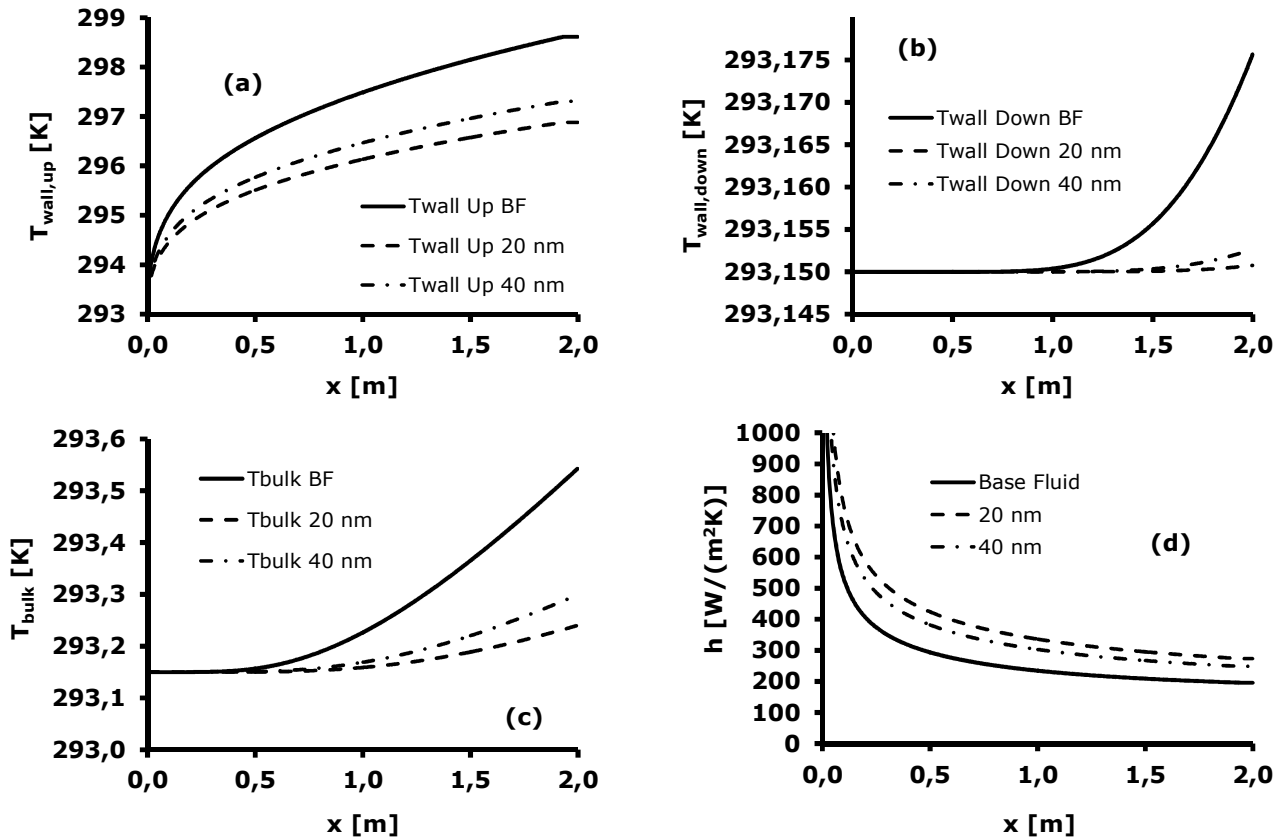 299
298
297
296
295
294
293
T wall,up [K]
(a)
Twall Up BF
Twall Up 20 nm
Twall Up 40 nm
0,0 0,5 1,0 1,5 2,0
x [m]
293,175
293,170
293,165
293,160
293,155
293,150
293,145
T wall,down [K]
(b)
Twall Down BF
Twall Down 20 nm
Twall Down 40 nm
0,0 0,5 1,0 1,5 2,0
x [m]
293,6
293,5
293,4
293,3
293,2
293,1
293,0
T bulk [K]
Tbulk BF
Tbulk 20 nm
Tbulk 40 nm
(c)
0,0 0,5 1,0 1,5 2,0
x [m]
1000
900
800
700
600
500
400
300
200
100
0
h [W/(m²K)]
Base Fluid
20 nm
40 nm
(d)
0,0 0,5 1,0 1,5 2,0
x [m]